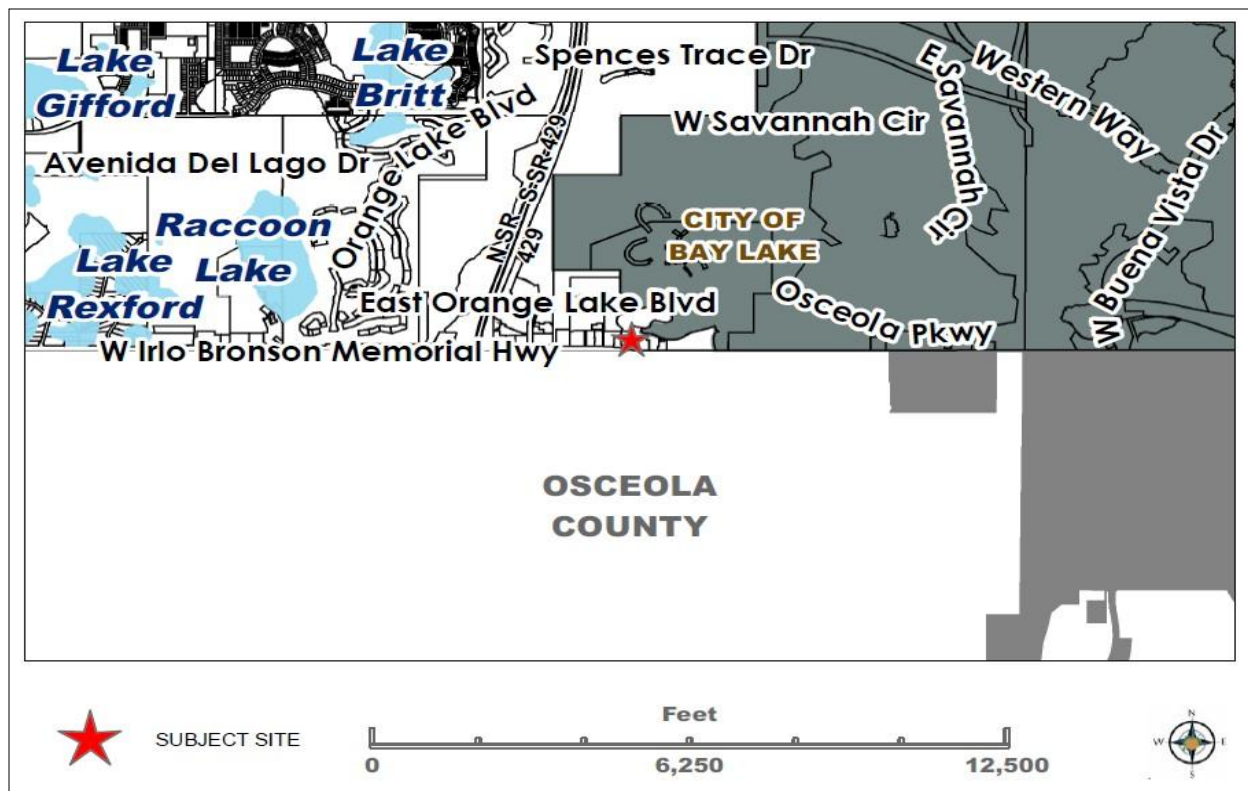 Lake
Gifford
Lake
Britt
Spences Trace Dr
E Savannah Cir
Western Way
W Savannah Cir
Orange Lake Blvd
Avenida Del Lago Dr
W Buena Vista Dr
N-SR
429
S-SR-429
Raccoon
Lake
CITY OF
BAY LAKE
Lake
Rexford
East Orange Lake Blvd
Osceola Pkwy
W Irlo Bronson Memorial Hwy
OSCEOLA
COUNTY
SUBJECT SITE
Feet
0
6,250
12,500
N
W
E
S